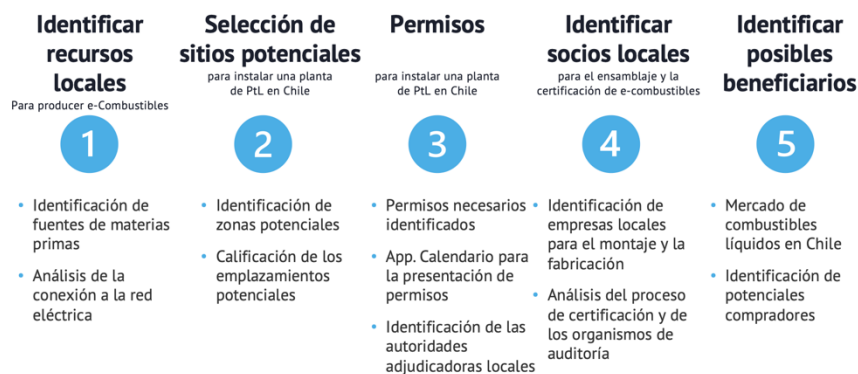 Identificar
recursos
locales
Para producir e-Combustibles
1
• Identificación de
fuentes de materias
primas
• Análisis de la
conexión a la red
eléctrica
Selección de
sitios potenciales
para instalar una planta
de PtL en Chile
2
• Identificación de
zonas potenciales
• Calificación de los
emplazamientos
potenciales
Permisos
para instalar una planta
de PtL en Chile
3
• Permisos necesarios
identificados
• App. Calendario para
la presentación de
permisos
• Identificación de las
autoridades
adjudicadoras locales
Identificar
socios locales
para el ensamblaje y la
certificación de e-combustibles
4
• Identificación de
empresas locales
para el montaje y la
fabricación
• Análisis del proceso
de certificación y de
los organismos de
auditoría
Identificar
posibles
beneficiarios
5
• Mercado de
combustibles
líquidos en Chile
• Identificación de
potenciales
compradores